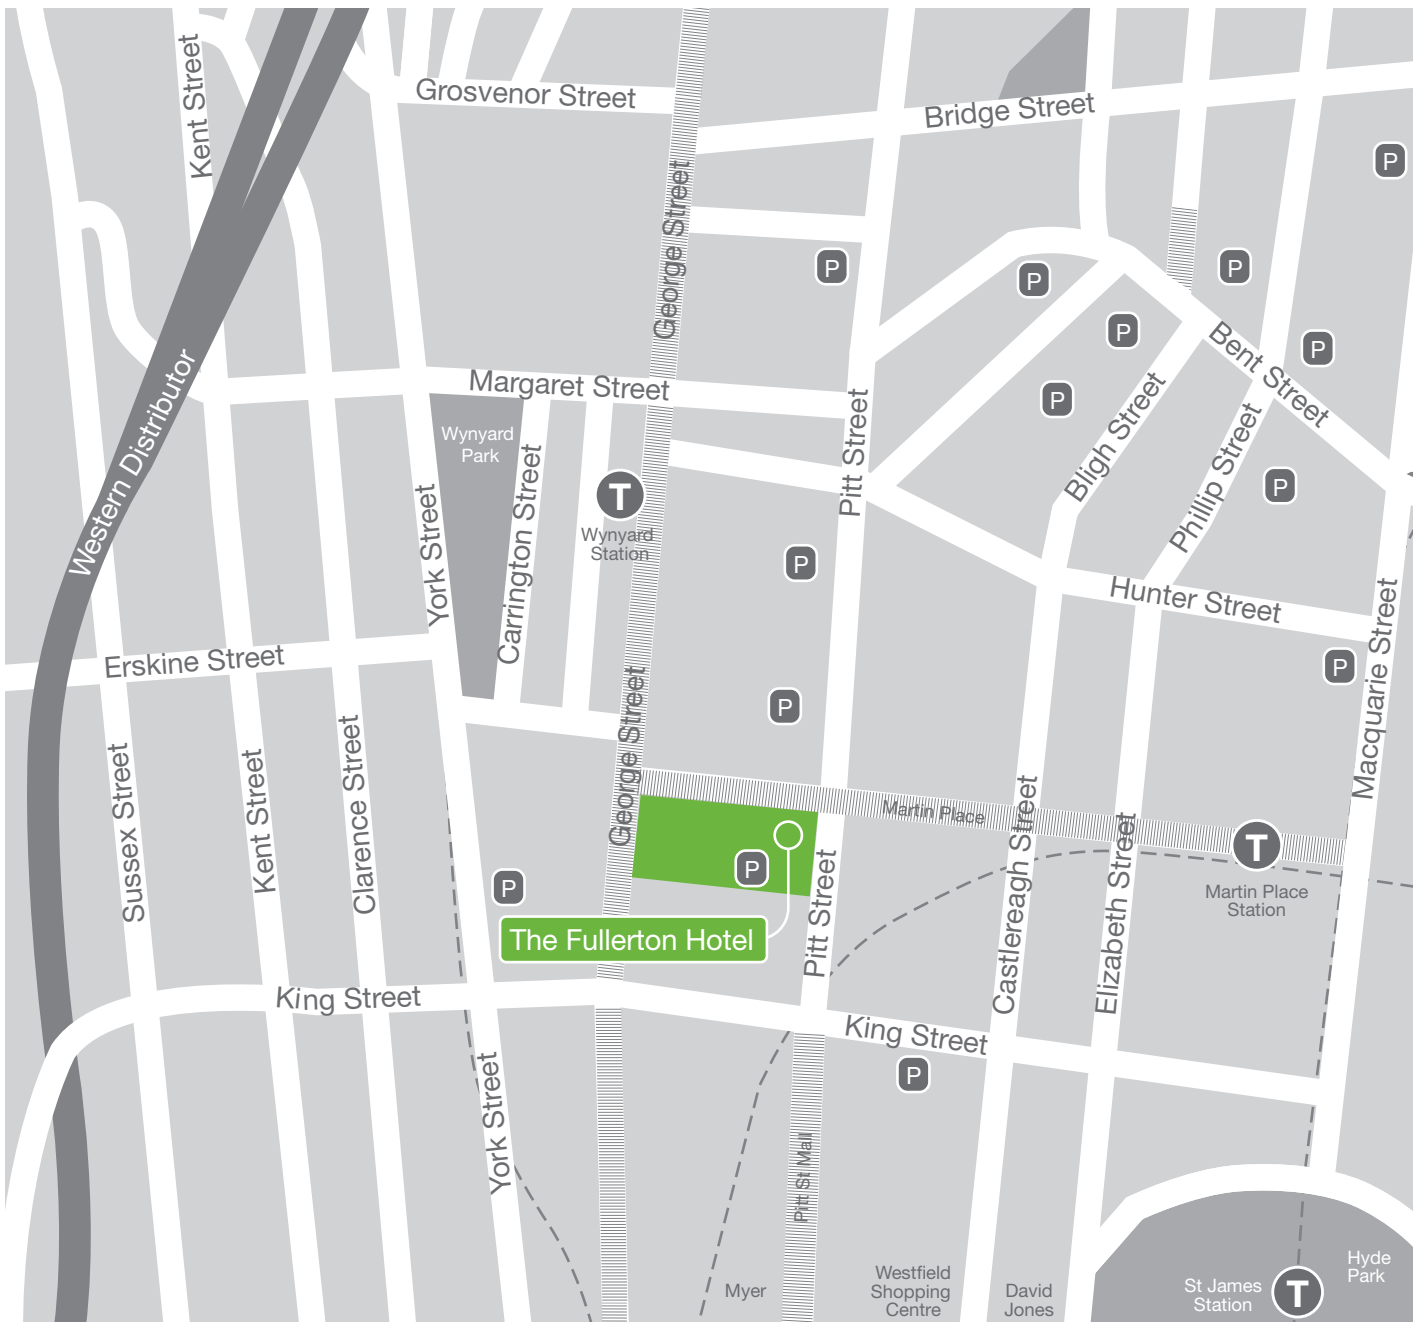 Kent Street
Grosvenor Street
Bridge Street
P
George Street
P
P
P
P
Western Distributor
Margaret Street
Bent Street
P
P
Wynyard
Park
Carrington Street
T
Wynyard
Station
Pitt Street
Bligh Street
Phillip Street
P
York Street
P
Hunter Street
Macquarie Street
Erskine Street
P
George Street
P
Sussex Street
Kent Street
Clarence Street
Martin Place
Castlereagh Street
Elizabeth Street
T
Martin Place
Station
P
P
Pitt Street
The Fullerton Hotel
King Street
King Street
P
York Street
Pitt St Mall
Myer
Westfield
Shopping
Centre
David
Jones
St James
Station
T
Hyde
Park